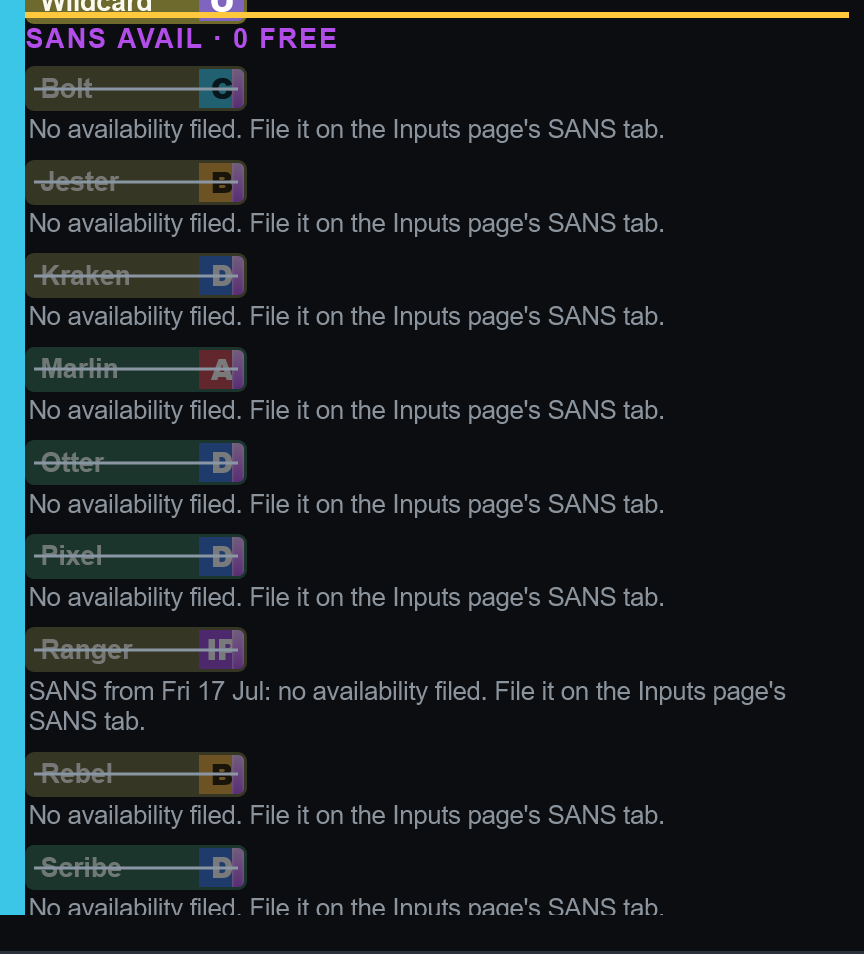 Wildcard U
SANS AVAIL · 0 FREE
Bolt C
No availability filed. File it on the Inputs page's SANS tab.
Jester B
No availability filed. File it on the Inputs page's SANS tab.
Kraken D
No availability filed. File it on the Inputs page's SANS tab.
Marlin A
No availability filed. File it on the Inputs page's SANS tab.
Otter D
No availability filed. File it on the Inputs page's SANS tab.
Pixel D
No availability filed. File it on the Inputs page's SANS tab.
Ranger IP
SANS from Fri 17 Jul: no availability filed. File it on the Inputs page's
SANS tab.
Rebel B
No availability filed. File it on the Inputs page's SANS tab.
Scribe D
No availability filed. File it on the Inputs page's SANS tab.